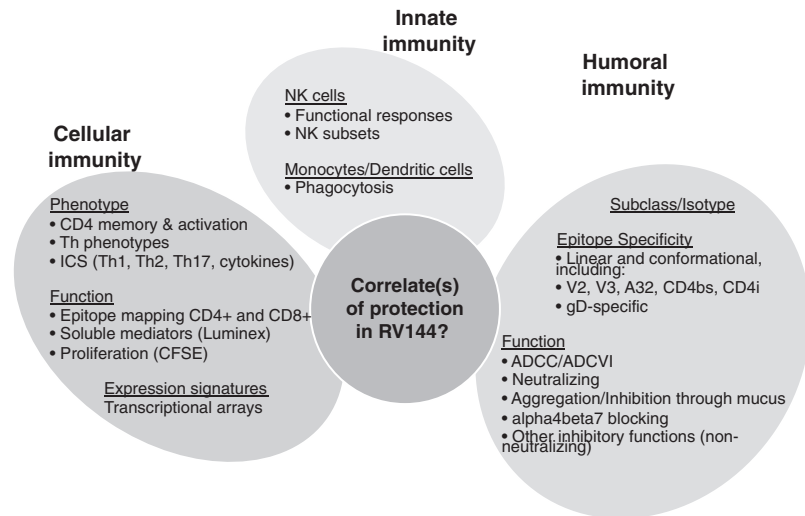 Innate
immunity
NK cells
• Functional responses
• NK subsets
Monocytes/Dendritic cells
• Phagocytosis
Humoral
immunity
Subclass/Isotype
Epitope Specificity
• Linear and conformational,
including:
• V2, V3, A32, CD4bs, CD4i
• gD-specific
Function
• ADCC/ADCVI
• Neutralizing
• Aggregation/Inhibition through mucus
• alpha4beta7 blocking
• Other inhibitory functions (non-
neutralizing)
Cellular
immunity
Phenotype
• CD4 memory & activation
• Th phenotypes
• ICS (Th1, Th2, Th17, cytokines)
Function
• Epitope mapping CD4+ and CD8+
• Soluble mediators (Luminex)
• Proliferation (CFSE)
Expression signatures
Transcriptional arrays
Correlate(s)
of protection
in RV144?